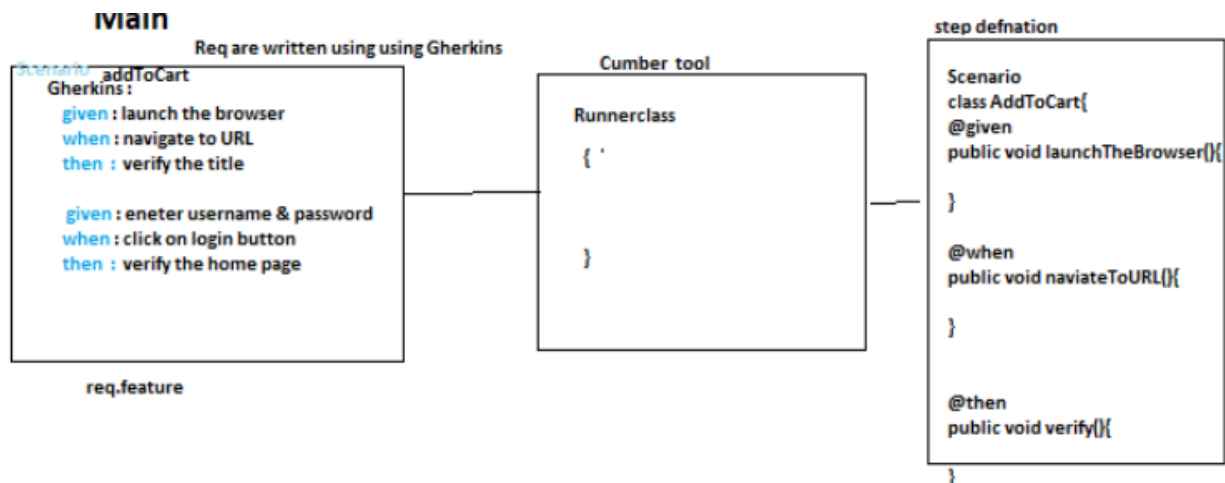 Main
Req are written using using Gherkins
Scenario addToCart
Gherkins :
given : launch the browser
when : navigate to URL
then : verify the title
given : eneter username & password
when : click on login button
then : verify the home page
req.feature
Cumber tool
Runnerclass
{ '
}
step defnation
Scenario
class AddToCart{
@given
public void launchTheBrowser(){
}
@when
public void naviateToURL(){
}
@then
public void verify(){
}